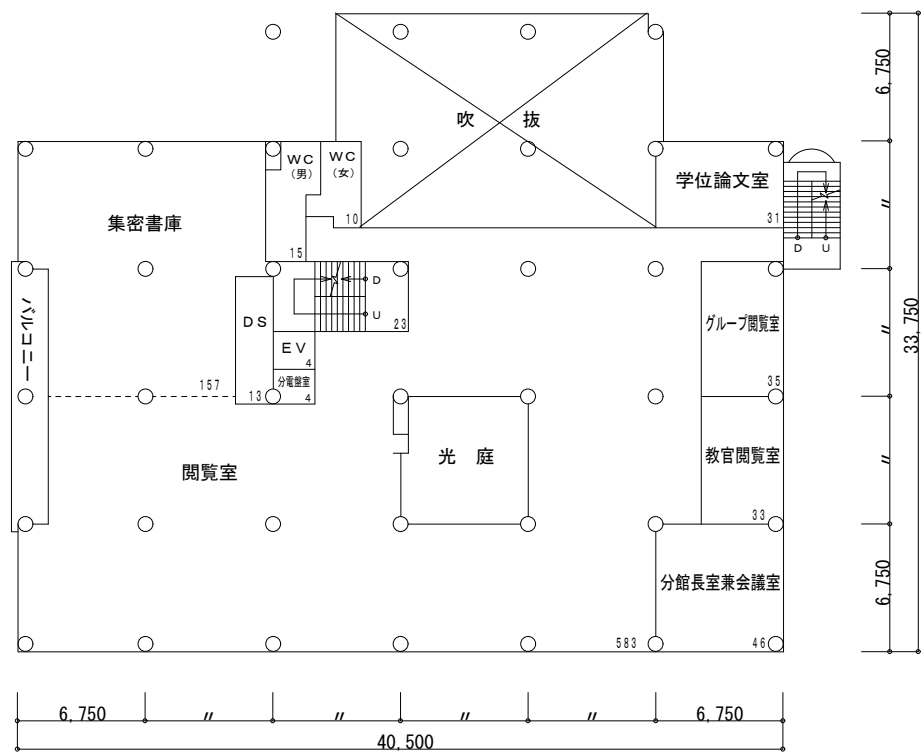 吹 抜
6,750
WC
(男)
WC
(女)
学位論文室
集密書庫
10
31
〃
15
D U
バルコニー
D
U
DS
23
グループ閲覧室
〃
33,750
EV
4
分電盤室
4
157
13
35
閲覧室
光 庭
教官閲覧室
〃
33
分館長室兼会議室
6,750
583
46
6,750 〃 〃 〃 〃 6,750
40,500